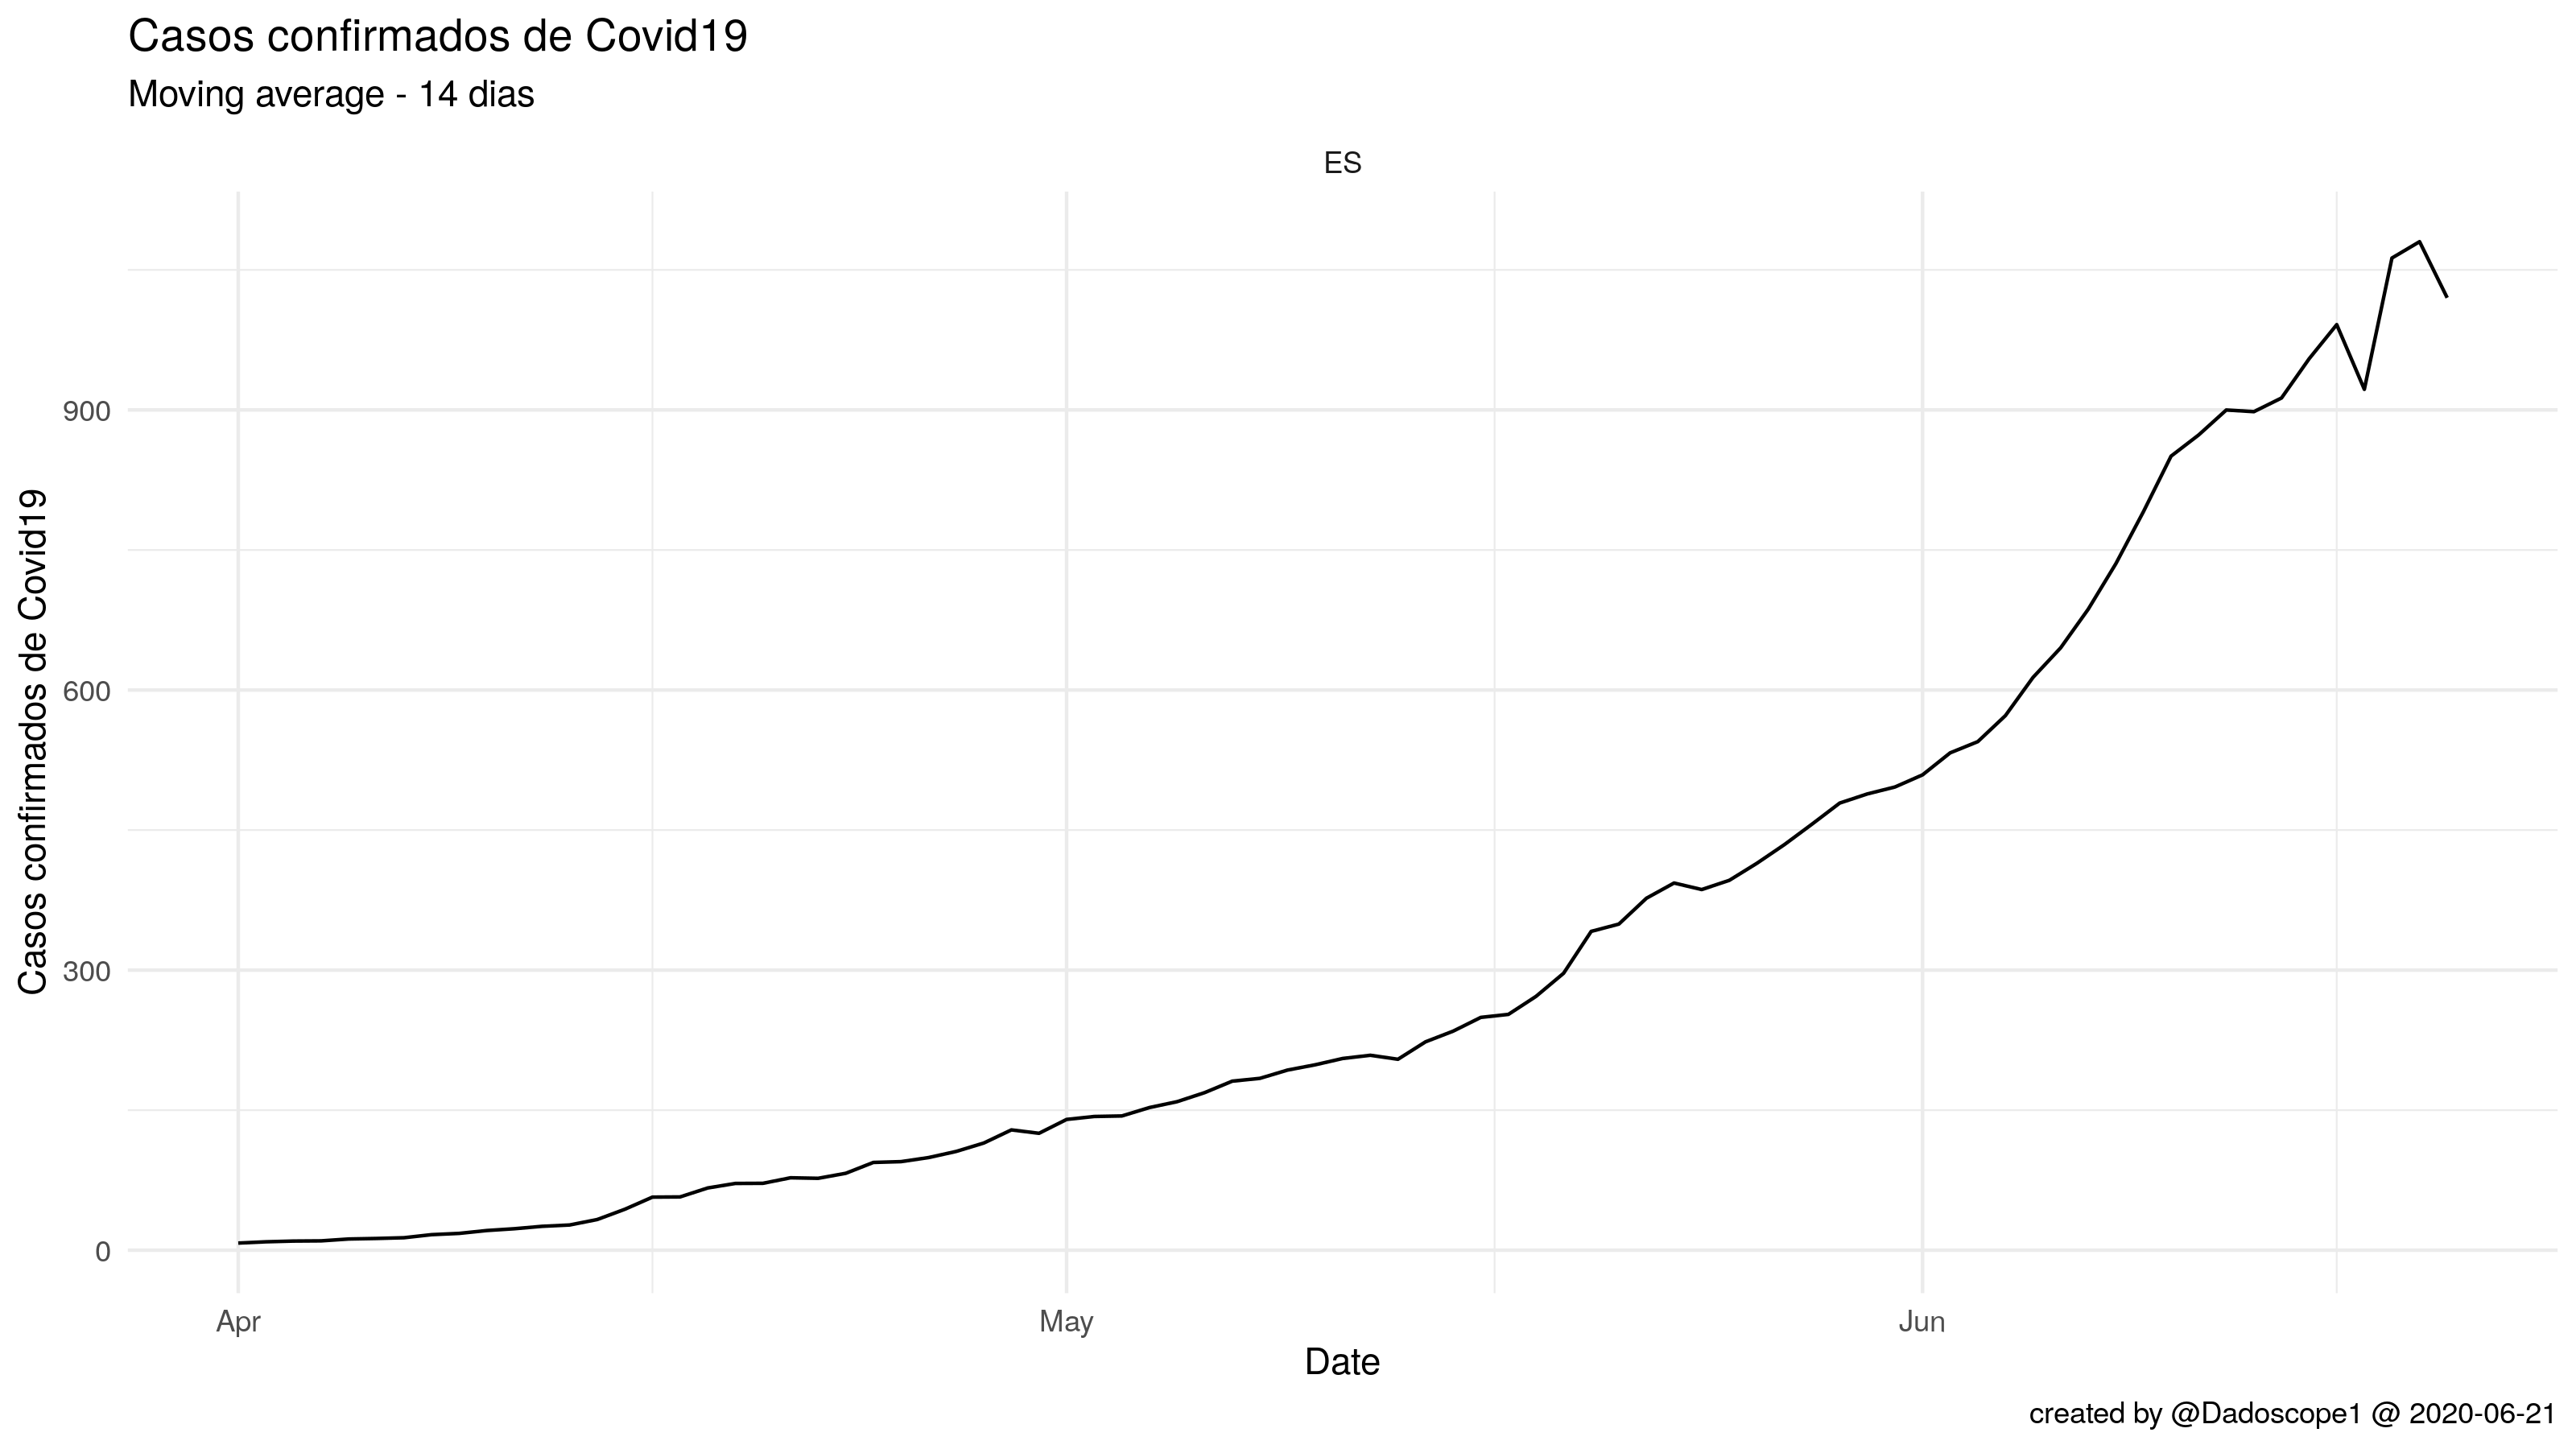 Casos confirmados de Covid19
Moving average - 14 dias
ES
Casos confirmados de Covid19
900
600
300
0
Apr
May
Jun
Date
created by @Dadoscope1 @ 2020-06-21